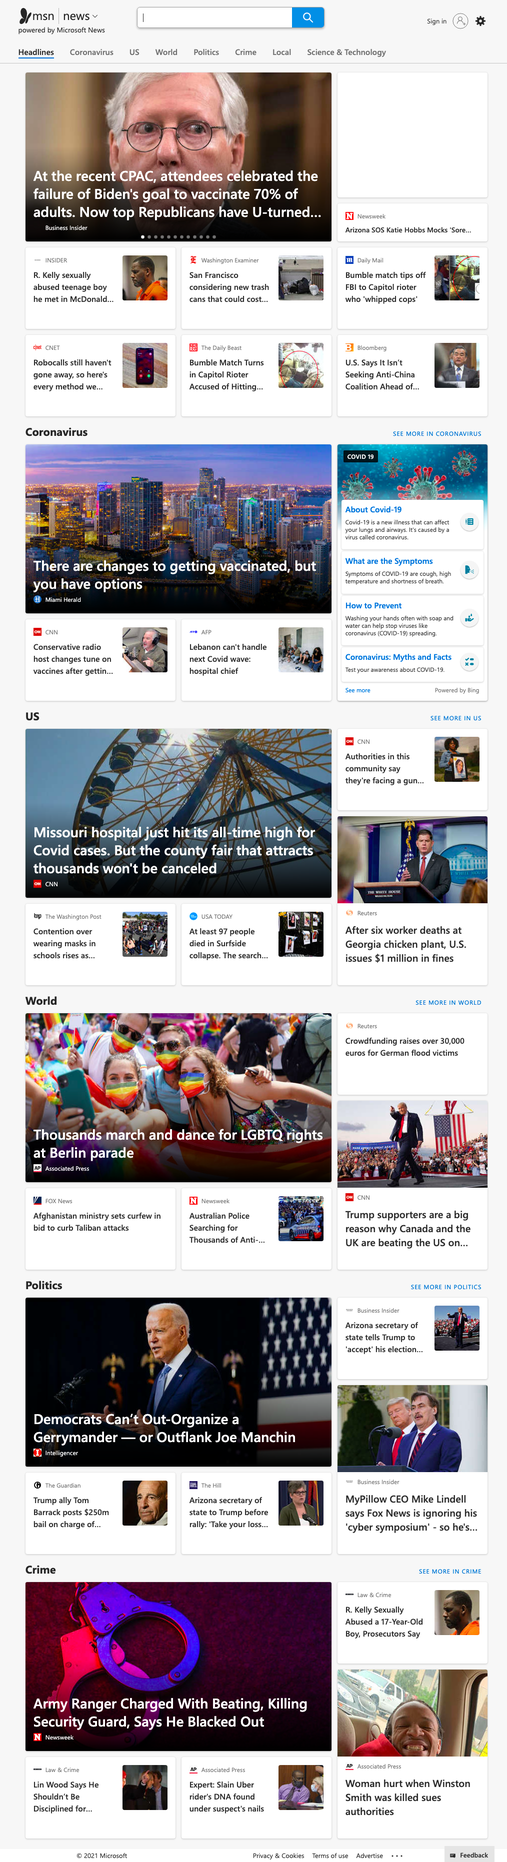 msn | news
powered by Microsoft News
Sign in
Headlines
Coronavirus
US
World
Politics
Crime
Local
Science & Technology
At the recent CPAC, attendees celebrated the
failure of Biden's goal to vaccinate 70% of
adults. Now top Republicans have U-turned...
Business Insider
Newsweek
Arizona SOS Katie Hobbs Mocks 'Sore...
INSIDER
R. Kelly sexually
abused teenage boy
he met in McDonald...
Washington Examiner
San Francisco
considering new trash
cans that could cost...
Daily Mail
Bumble match tips off
FBI to Capitol rioter
who 'whipped cops'
CNET
Robocalls still haven't
gone away, so here's
every method we...
The Daily Beast
Bumble Match Turns
in Capitol Rioter
Accused of Hitting...
Bloomberg
U.S. Says It Isn't
Seeking Anti-China
Coalition Ahead of...
Coronavirus
SEE MORE IN CORONAVIRUS
There are changes to getting vaccinated, but
you have options
Miami Herald
COVID 19
About Covid-19
Covid-19 is a new illness that can affect
your lungs and airways. It's caused by a
virus called coronavirus.
What are the Symptoms
Symptoms of COVID-19 are cough, high
temperature and shortness of breath.
How to Prevent
Washing your hands often with soap and
water can help stop viruses like
coronavirus (COVID-19) spreading.
Coronavirus: Myths and Facts
Test your awareness about COVID-19.
See more
Powered by Bing
CNN
Conservative radio
host changes tune on
vaccines after gettin...
AFP
Lebanon can't handle
next Covid wave:
hospital chief
US
SEE MORE IN US
Missouri hospital just hit its all-time high for
Covid cases. But the county fair that attracts
thousands won't be canceled
CNN
CNN
Authorities in this
community say
they're facing a gun...
THE WHITE HOUSE
Reuters
After six worker deaths at
Georgia chicken plant, U.S.
issues $1 million in fines
The Washington Post
Contention over
wearing masks in
schools rises as...
USA TODAY
At least 97 people
died in Surfside
collapse. The search...
World
SEE MORE IN WORLD
Thousands march and dance for LGBTQ rights
at Berlin parade
Associated Press
Reuters
Crowdfunding raises over 30,000
euros for German flood victims
CNN
Trump supporters are a big
reason why Canada and the
UK are beating the US on...
FOX News
Afghanistan ministry sets curfew in
bid to curb Taliban attacks
Newsweek
Australian Police
Searching for
Thousands of Anti-...
Politics
SEE MORE IN POLITICS
Democrats Can't Out-Organize a
Gerrymander — or Outflank Joe Manchin
Intelligencer
Business Insider
Arizona secretary of
state tells Trump to
'accept' his election...
Business Insider
MyPillow CEO Mike Lindell
says Fox News is ignoring his
'cyber symposium' - so he's...
The Guardian
Trump ally Tom
Barrack posts $250m
bail on charge of...
The Hill
Arizona secretary of
state to Trump before
rally: 'Take your loss...
Crime
SEE MORE IN CRIME
Army Ranger Charged With Beating, Killing
Security Guard, Says He Blacked Out
Newsweek
Law & Crime
R. Kelly Sexually
Abused a 17-Year-Old
Boy, Prosecutors Say
Associated Press
Woman hurt when Winston
Smith was killed sues
authorities
Law & Crime
Lin Wood Says He
Shouldn't Be
Disciplined for...
Associated Press
Expert: Slain Uber
rider's DNA found
under suspect's nails
© 2021 Microsoft
Privacy & Cookies
Terms of use
Advertise
Feedback